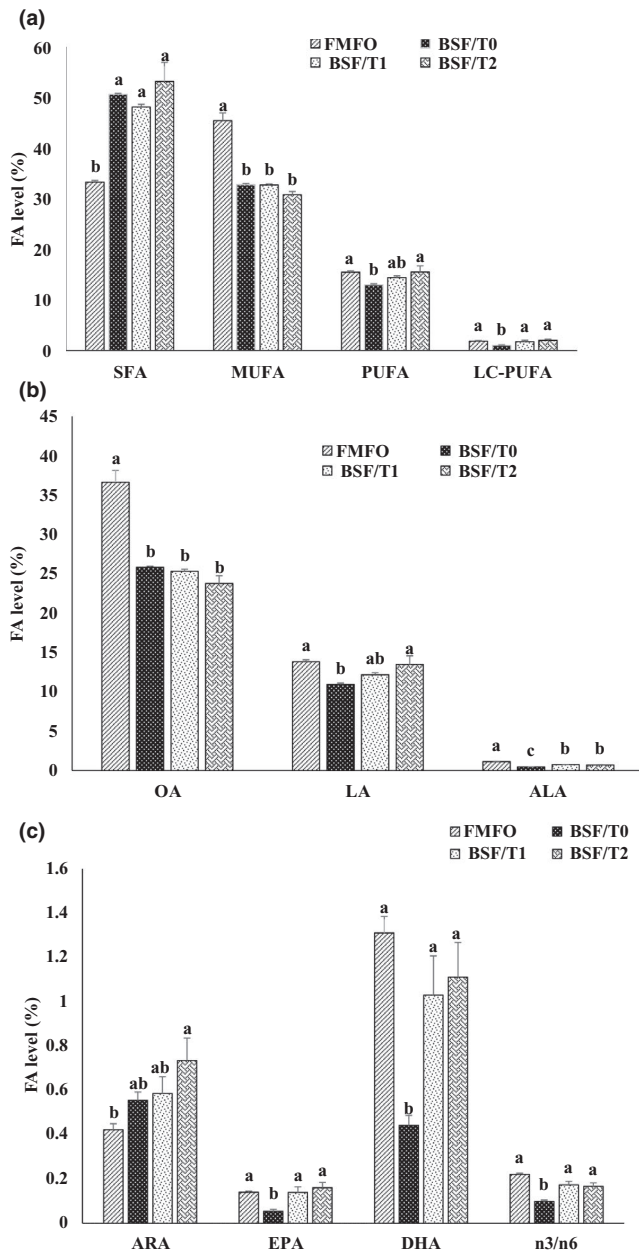 (a)
FMFO BSF/T0
BSF/T1 BSF/T2
60
50
40
30
20
10
0
FA level (%)
b a a a
a b b b
a b ab a
a b a a
SFA MUFA PUFA LC-PUFA
(b)
FMFO BSF/T0
BSF/T1 BSF/T2
45
40
35
30
25
20
15
10
5
0
FA level (%)
a b b b
a b ab a
a c b b
OA LA ALA
(c)
FMFO BSF/T0
BSF/T1 BSF/T2
1.6
1.4
1.2
1
0.8
0.6
0.4
0.2
0
FA level (%)
b ab ab a
a b a a
a b a a
a b a a
ARA EPA DHA n3/n6